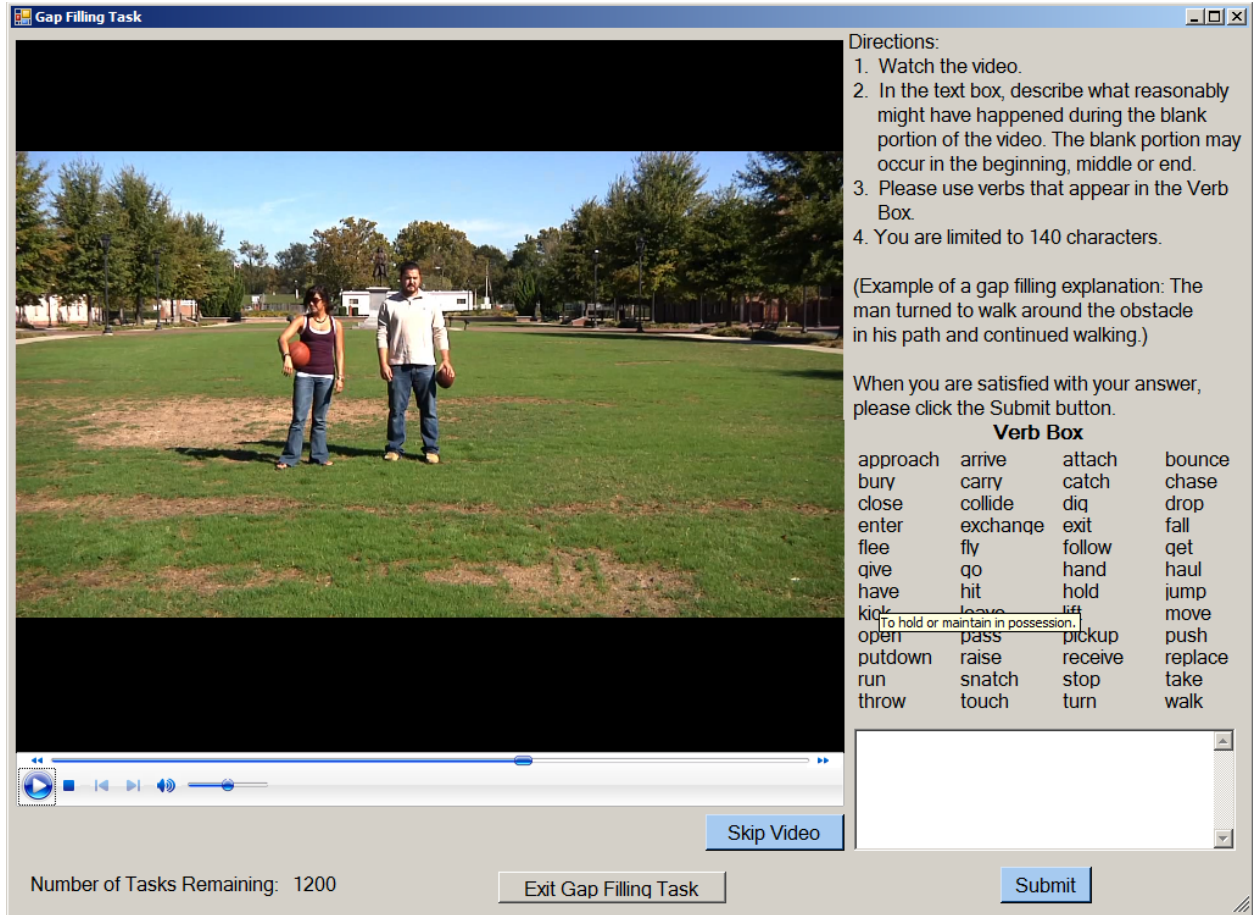 Gap Filling Task
Directions:
1. Watch the video.
2. In the text box, describe what reasonably
might have happened during the blank
portion of the video. The blank portion may
occur in the beginning, middle or end.
3. Please use verbs that appear in the Verb
Box.
4. You are limited to 140 characters.
(Example of a gap filling explanation: The
man turned to walk around the obstacle
in his path and continued walking.)
When you are satisfied with your answer,
please click the Submit button.
Verb Box
approach arrive attach bounce
bury carry catch chase
close collide dig drop
enter exchange exit fall
flee fly follow get
give go hand haul
have hit hold jump
kick leave lift move
To hold or maintain in possession.
open pass pickup push
putdown raise receive replace
run snatch stop take
throw touch turn walk
Skip Video
Number of Tasks Remaining: 1200
Exit Gap Filling Task
Submit